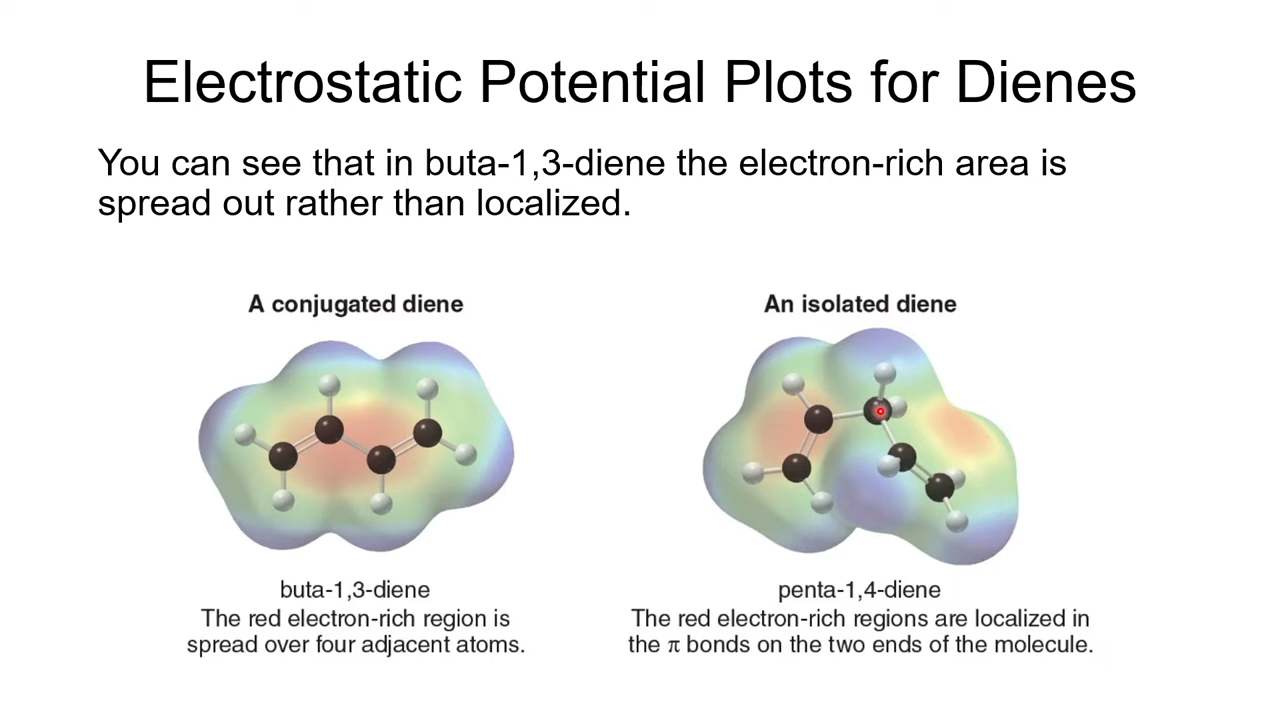 Electrostatic Potential Plots for Dienes
You can see that in buta-1,3-diene the electron-rich area is
spread out rather than localized.
A conjugated diene
buta-1,3-diene
The red electron-rich region is
spread over four adjacent atoms.
An isolated diene
penta-1,4-diene
The red electron-rich regions are localized in
the π bonds on the two ends of the molecule.